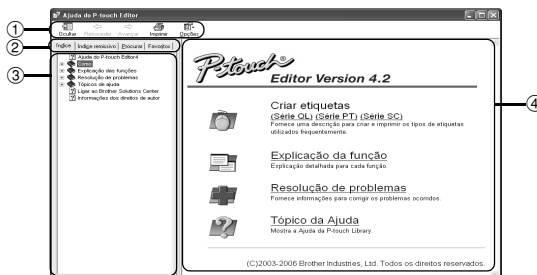 Ajuda do P-touch Editor
Ocultar Retroceder Avançar Imprimir Opções
Índice Índice remissivo Procurar Favoritos
Ajuda do P-touch Editor4
Como
Explicação das funções
Resolução de problemas
Tópicos de ajuda
Ligar ao Brother Solutions Center
Informações dos direitos de autor
1
2
3
4
P-touch
Editor Version 4.2
Criar etiquetas
(Série QL) (Série PT) (Série SC)
Fornece uma descrição para criar e imprimir os tipos de etiquetas
utilizados frequentemente.
Explicação da função
Explicação detalhada para cada função.
Resolução de problemas
Fornece informações para corrigir os problemas ocorridos.
Tópico da Ajuda
Mostra a Ajuda da P-touch Library.
(C)2003-2006 Brother Industries, Ltd. Todos os direitos reservados.